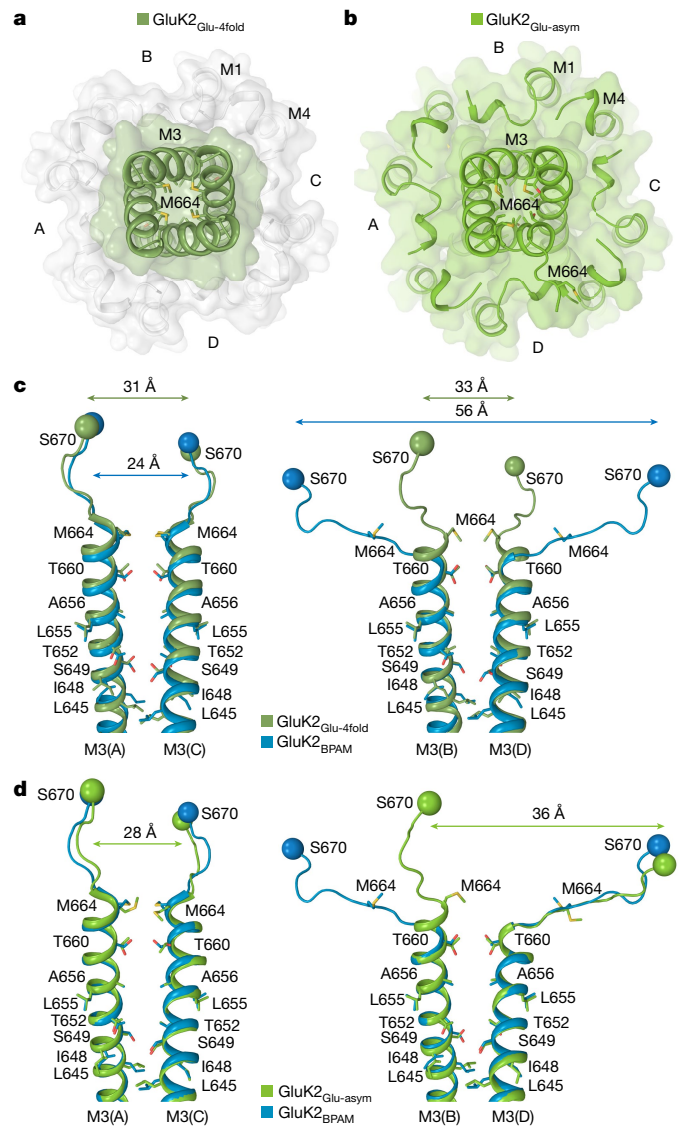 a
GluK2Glu-4fold
B
M1
M4
M3
C
M664
A
D
b
GluK2Glu-asym
B
M1
M4
M3
C
M664
A
M664
D
c
31 Å
33 Å
56 Å
S670
24 Å
S670
S670
S670
S670
S670
M664
M664
M664
M664
M664
T660
T660
T660
T660
A656
A656
A656
A656
L655
L655
L655
L655
T652
T652
T652
T652
S649
S649
S649
S649
I648
I648
I648
I648
L645
L645
L645
L645
GluK2Glu-4fold
GluK2BPAM
M3(A)
M3(C)
M3(B)
M3(D)
d
S670
28 Å
S670
S670
36 Å
S670
S670
M664
M664
M664
M664
M664
T660
T660
T660
T660
A656
A656
A656
A656
L655
L655
L655
L655
T652
T652
T652
T652
S649
S649
S649
S649
I648
I648
I648
I648
L645
L645
L645
L645
GluK2Glu-asym
GluK2BPAM
M3(A)
M3(C)
M3(B)
M3(D)